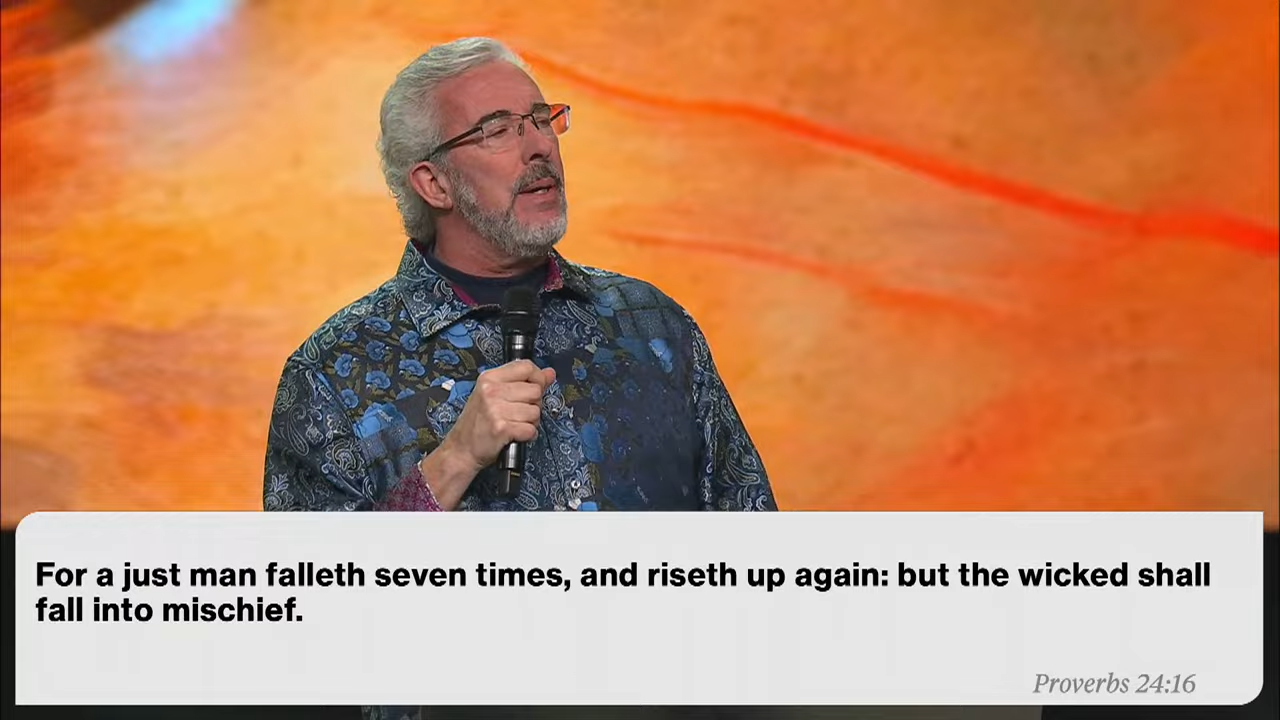 For a just man falleth seven times, and riseth up again: but the wicked shall
fall into mischief.
Proverbs 24:16